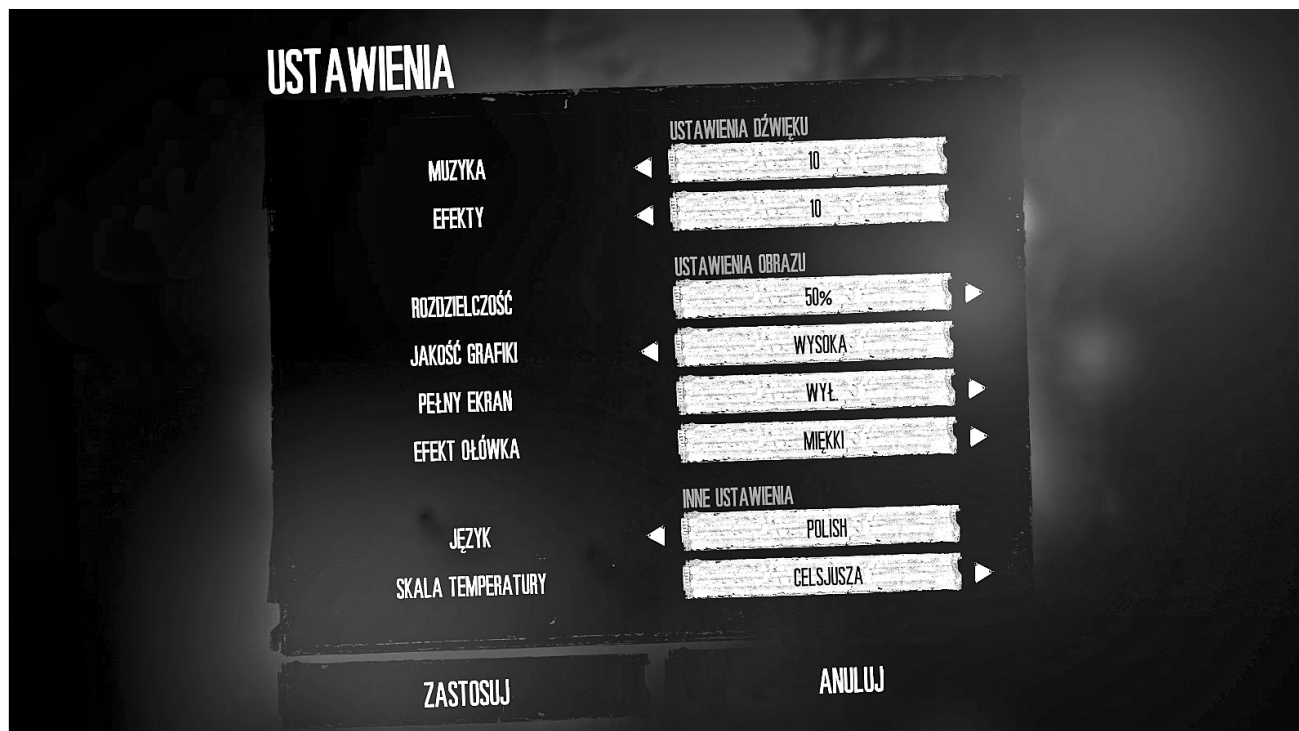 USTAWIENIA
USTAWIENIA DŹWIĘKU
MUZYKA 10
EFEKTY 10
USTAWIENIA OBRAZU
ROZDZIELCZOŚĆ 50%
JAKOŚĆ GRAFIKI WYSOKA
PEŁNY EKRAN WYŁ.
EFEKT OŁÓWKA MIĘKKI
INNE USTAWIENIA
JĘZYK POLISH
SKALA TEMPERATURY CELSJUSZA
ZASTOSUJ ANULUJ